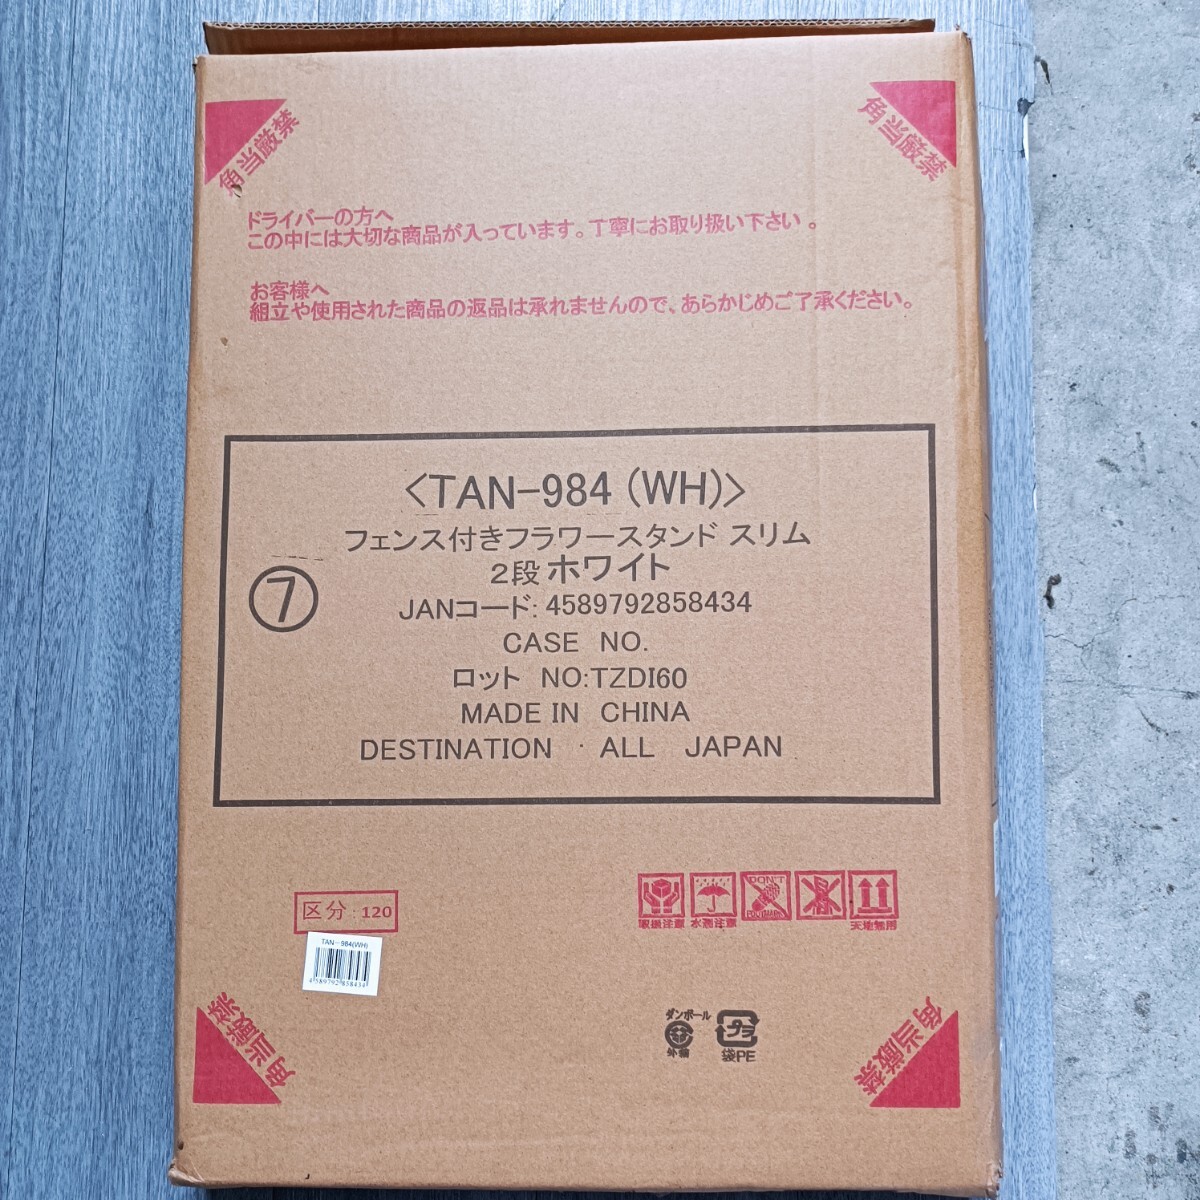 角当厳禁
角当厳禁
ドライバーの方へ
この中には大切な商品が入っています。丁寧にお取り扱い下さい。
お客様へ
組立や使用された商品の返品は承れませんので、あらかじめご了承ください。
<TAN-984 (WH)>
フェンス付きフラワースタンド スリム
2段 ホワイト
⑦
JANコード: 4589792858434
CASE NO.
ロット NO:TZDI60
MADE IN CHINA
DESTINATION · ALL JAPAN
区分：120
取扱注意 水濡注意 DON'T 天地無用
TAN－984(WH)
4 589792 858434
ダンボール
外箱
プラ
袋PE
角当厳禁
角当厳禁